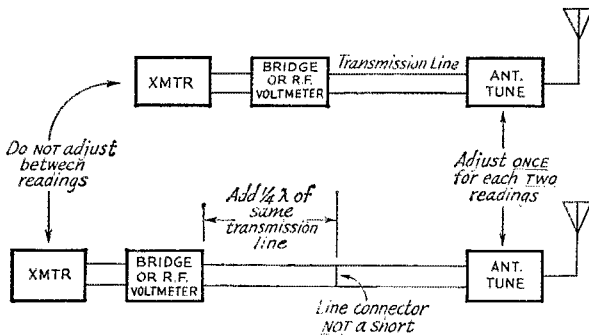 XMTR
BRIDGE
OR R.F.
VOLTMETER
Transmission Line
ANT.
TUNE
Do NOT adjust
between
readings
Add 1/4 λ of
same
transmission
line
Adjust ONCE
for each TWO
readings
XMTR
BRIDGE
OR R.F.
VOLTMETER
ANT.
TUNE
Line connector
NOT a short